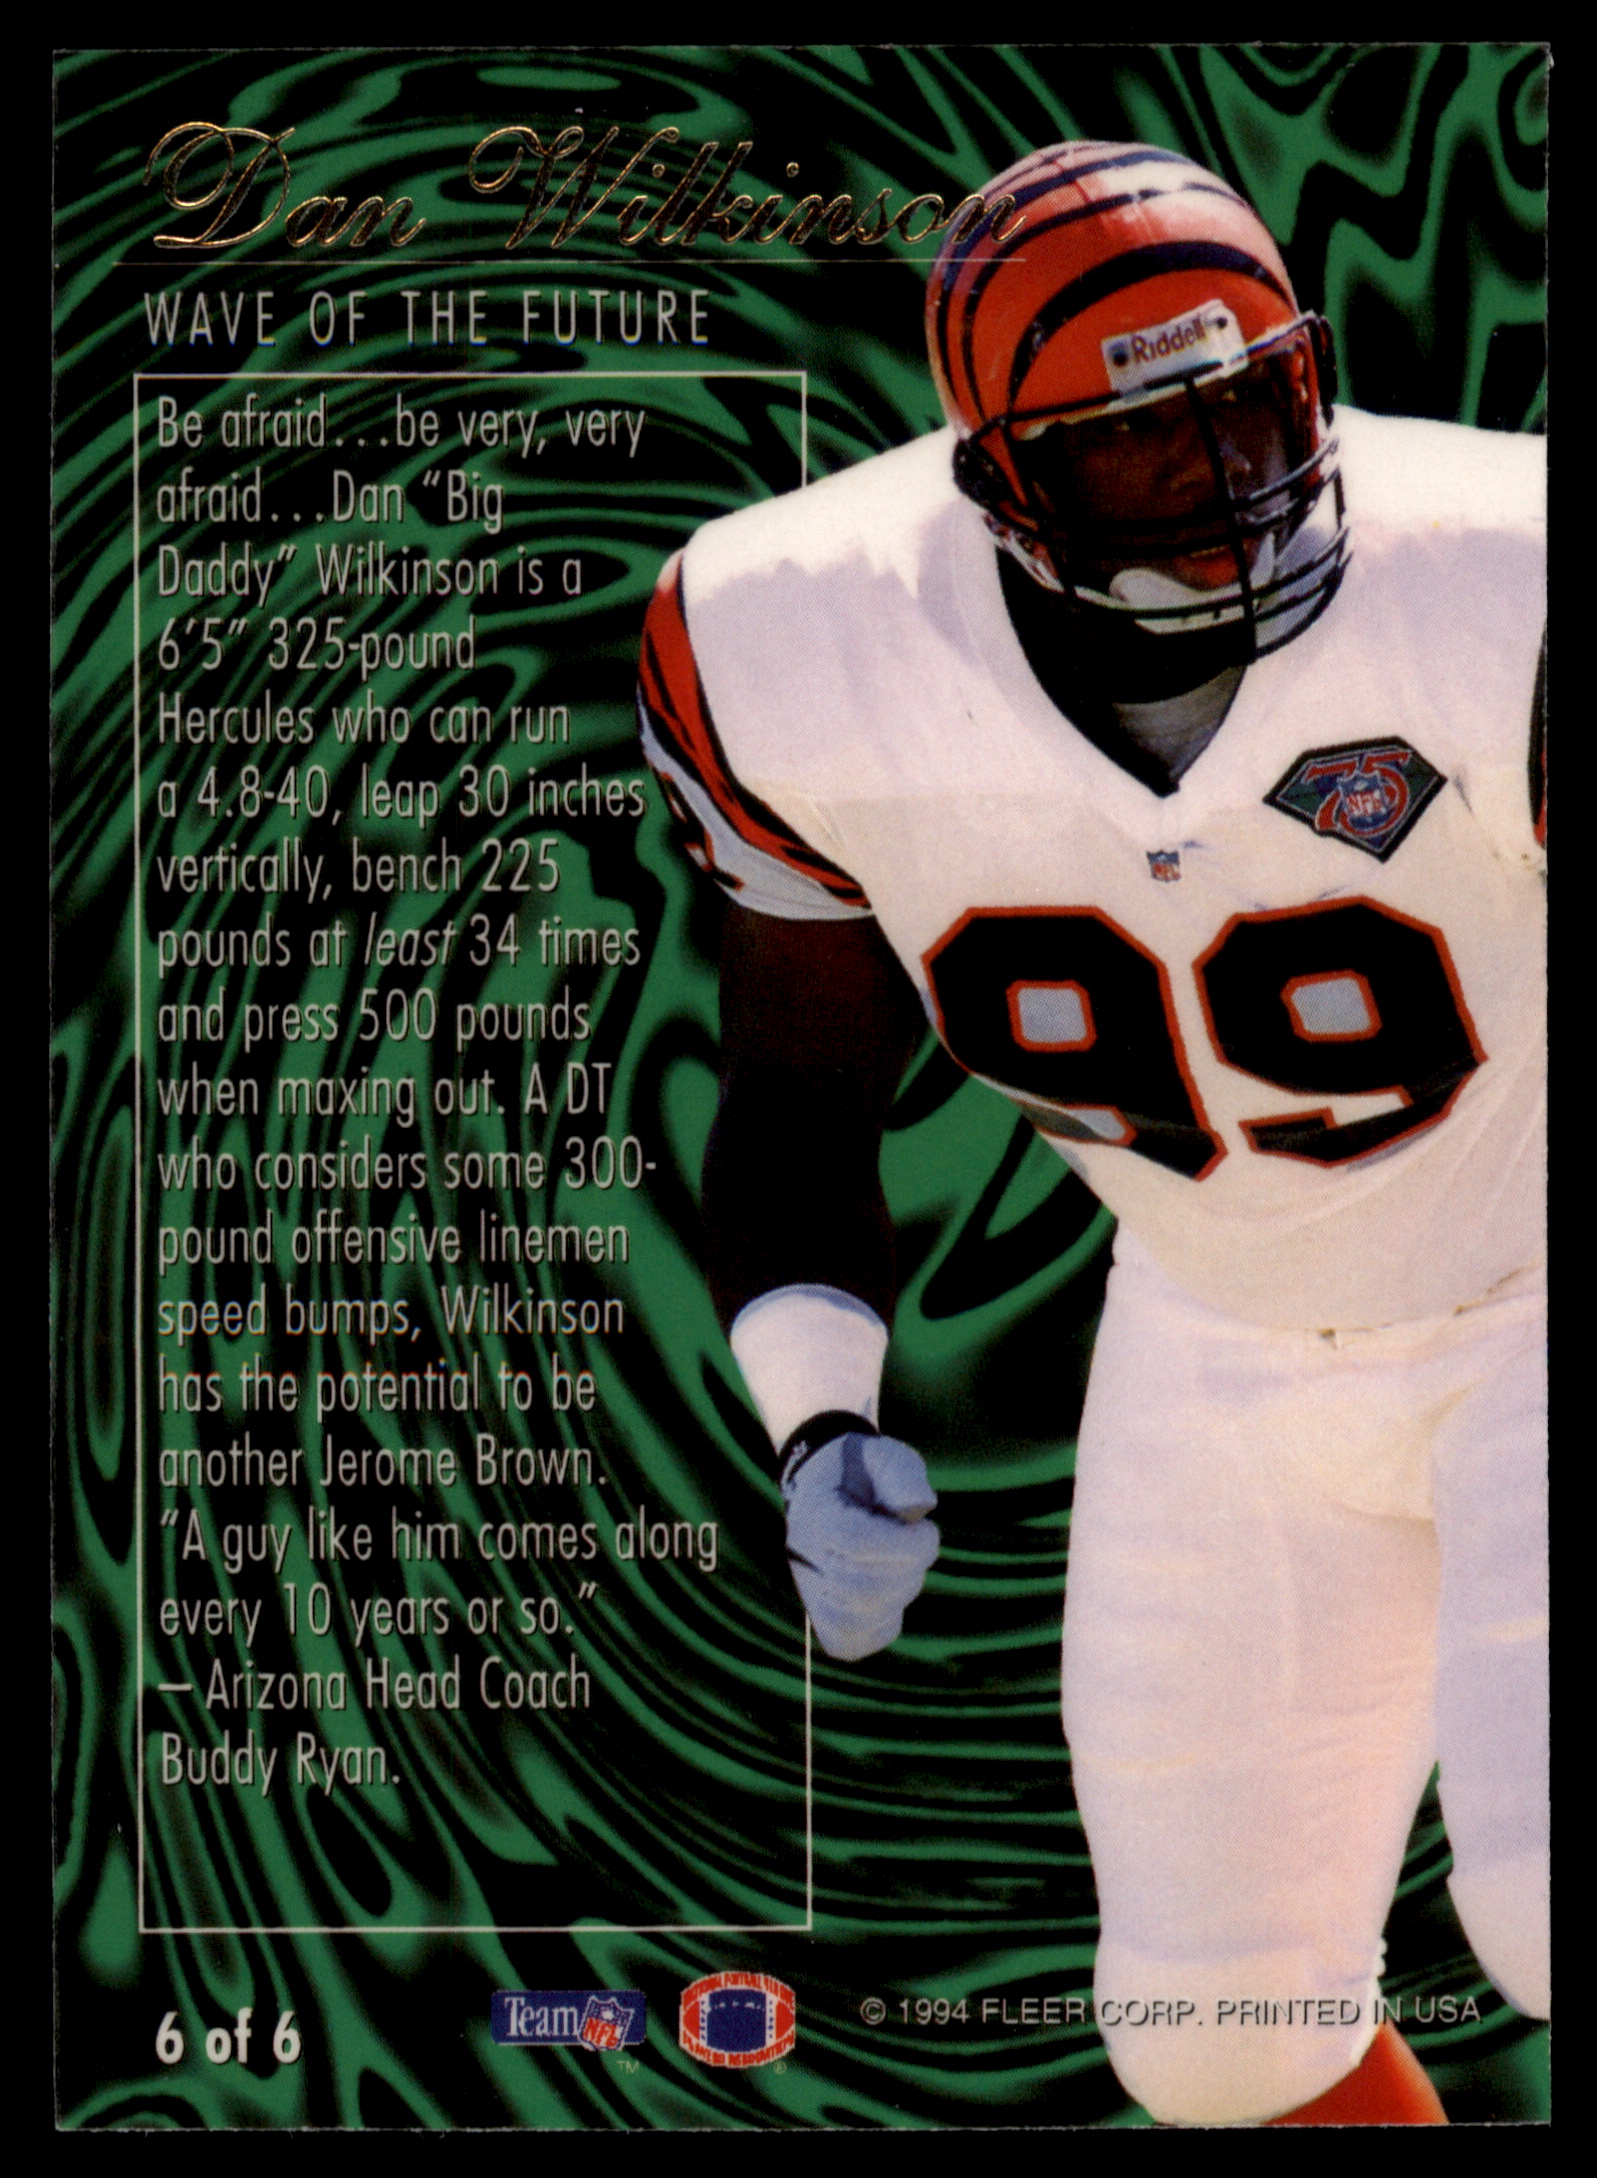 Dan Wilkinson
WAVE OF THE FUTURE
Be afraid...be very, very
afraid...Dan “Big
Daddy” Wilkinson is a
6’5” 325-pound
Hercules who can run
a 4.8-40, leap 30 inches
vertically, bench 225
pounds at least 34 times
and press 500 pounds
when maxing out. A DT
who considers some 300-
pound offensive linemen
speed bumps, Wilkinson
has the potential to be
another Jerome Brown.
“A guy like him comes along
every 10 years or so.”
– Arizona Head Coach
Buddy Ryan.
Riddell
75
NFL
NFL
99
6 of 6
Team NFL
TM
®
© 1994 FLEER CORP. PRINTED IN USA